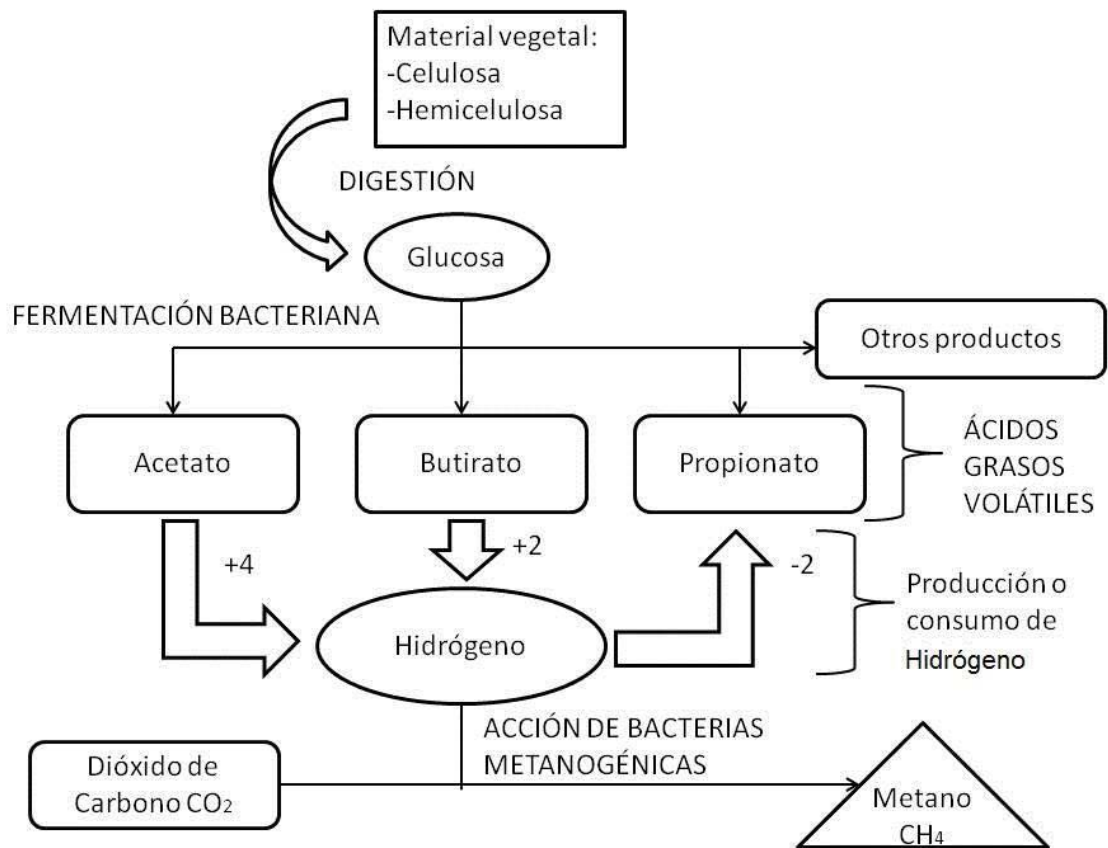 Material vegetal:
-Celulosa
-Hemicelulosa
DIGESTIÓN
Glucosa
FERMENTACIÓN BACTERIANA
Otros productos
Acetato
Butirato
Propionato
ÁCIDOS
GRASOS
VOLÁTILES
+4
+2
-2
Hidrógeno
Producción o
consumo de
Hidrógeno
ACCIÓN DE BACTERIAS
METANOGÉNICAS
Dióxido de
Carbono CO₂
Metano
CH₄